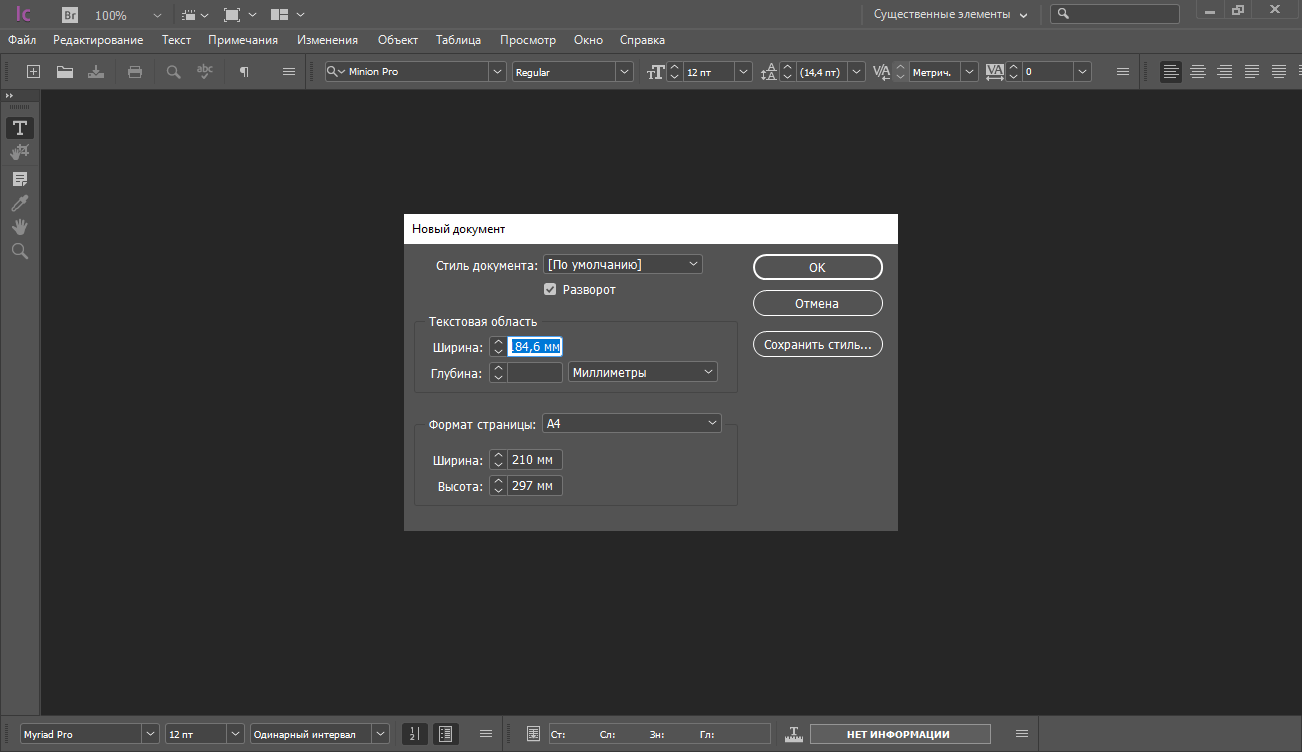 Ic Br 100% Существенные элементы
Файл Редактирование Текст Примечания Изменения Объект Таблица Просмотр Окно Справка
abc ¶ Minion Pro Regular тТ 12 пт (14,4 пт) V/A Метрич. VA 0
T
Новый документ
Стиль документа: [По умолчанию] OK
Разворот
Отмена
Текстовая область
Ширина: 84,6 мм Сохранить стиль...
Глубина: Миллиметры
Формат страницы: A4
Ширина: 210 мм
Высота: 297 мм
Myriad Pro 12 пт Одинарный интервал Ст: Сл: Зн: Гл: НЕТ ИНФОРМАЦИИ